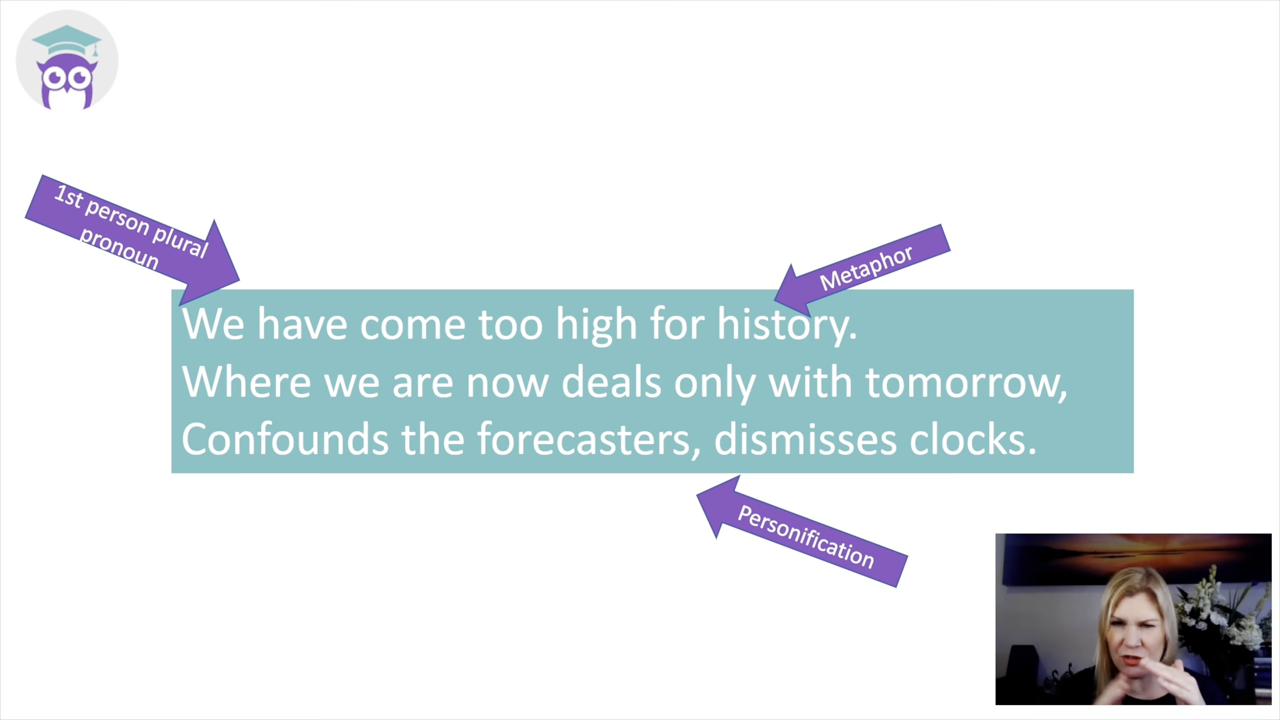 1st person plural
pronoun
Metaphor
We have come too high for history.
Where we are now deals only with tomorrow,
Confounds the forecasters, dismisses clocks.
Personification